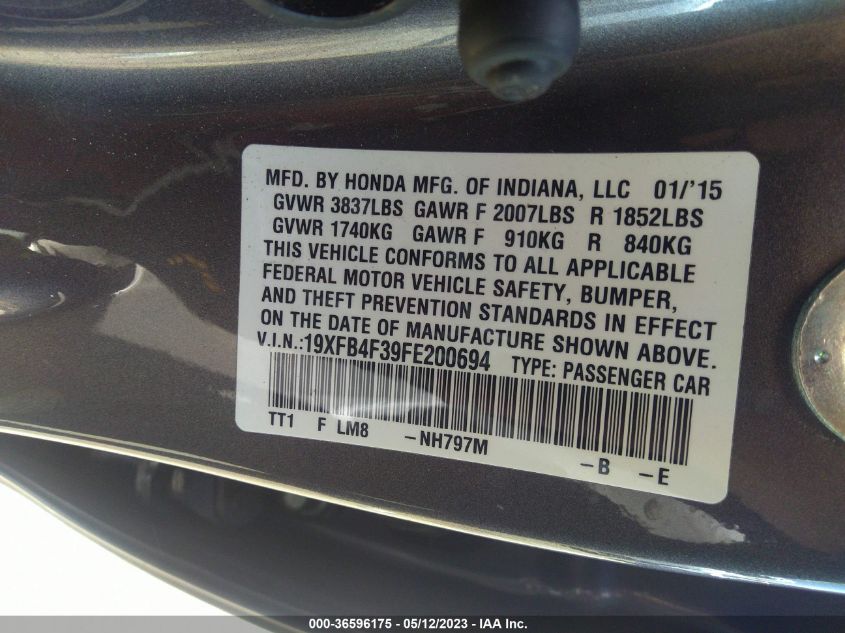 MFD. BY HONDA MFG. OF INDIANA, LLC 01/'15
GVWR 3837LBS GAWR F 2007LBS R 1852LBS
GVWR 1740KG GAWR F 910KG R 840KG
THIS VEHICLE CONFORMS TO ALL APPLICABLE
FEDERAL MOTOR VEHICLE SAFETY, BUMPER,
AND THEFT PREVENTION STANDARDS IN EFFECT
ON THE DATE OF MANUFACTURE SHOWN ABOVE.
V.I.N.:19XFB4F39FE200694 TYPE: PASSENGER CAR
TT1 F LM8 -NH797M -B -E
000-36596175 - 05/12/2023 - IAA Inc.